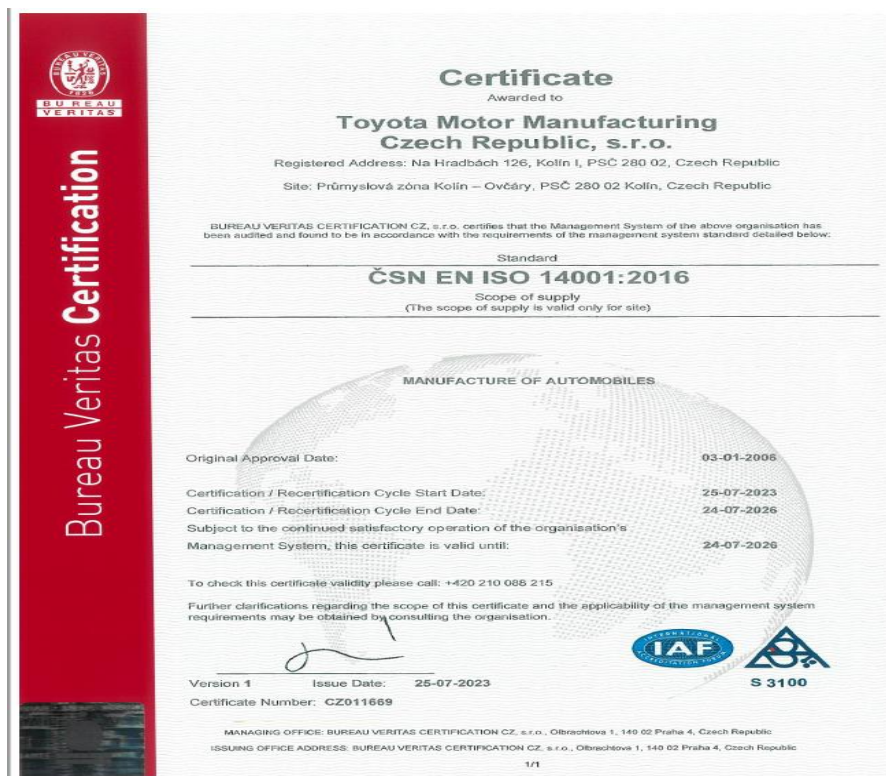 BUREAU
VERITAS
1828
Bureau Veritas Certification
Certificate
Awarded to
Toyota Motor Manufacturing
Czech Republic, s.r.o.
Registered Address: Na Hradbách 126, Kolín I, PSČ 280 02, Czech Republic
Site: Průmyslová zóna Kolín – Ovčáry, PSČ 280 02 Kolín, Czech Republic
BUREAU VERITAS CERTIFICATION CZ, s.r.o. certifies that the Management System of the above organisation has
been audited and found to be in accordance with the requirements of the management system standard detailed below:
Standard
ČSN EN ISO 14001:2016
Scope of supply
(The scope of supply is valid only for site)
MANUFACTURE OF AUTOMOBILES
Original Approval Date: 03-01-2006
Certification / Recertification Cycle Start Date: 25-07-2023
Certification / Recertification Cycle End Date: 24-07-2026
Subject to the continued satisfactory operation of the organisation's
Management System, this certificate is valid until: 24-07-2026
To check this certificate validity please call: +420 210 088 215
Further clarifications regarding the scope of this certificate and the applicability of the management system
requirements may be obtained by consulting the organisation.
INTERNATIONAL
IAF
ACCREDITATION FORUM
S 3100
Version 1 Issue Date: 25-07-2023
Certificate Number: CZ011669
MANAGING OFFICE: BUREAU VERITAS CERTIFICATION CZ, s.r.o., Olbrachtova 1, 140 02 Praha 4, Czech Republic
ISSUING OFFICE ADDRESS: BUREAU VERITAS CERTIFICATION CZ, s.r.o., Olbrachtova 1, 140 02 Praha 4, Czech Republic
1/1